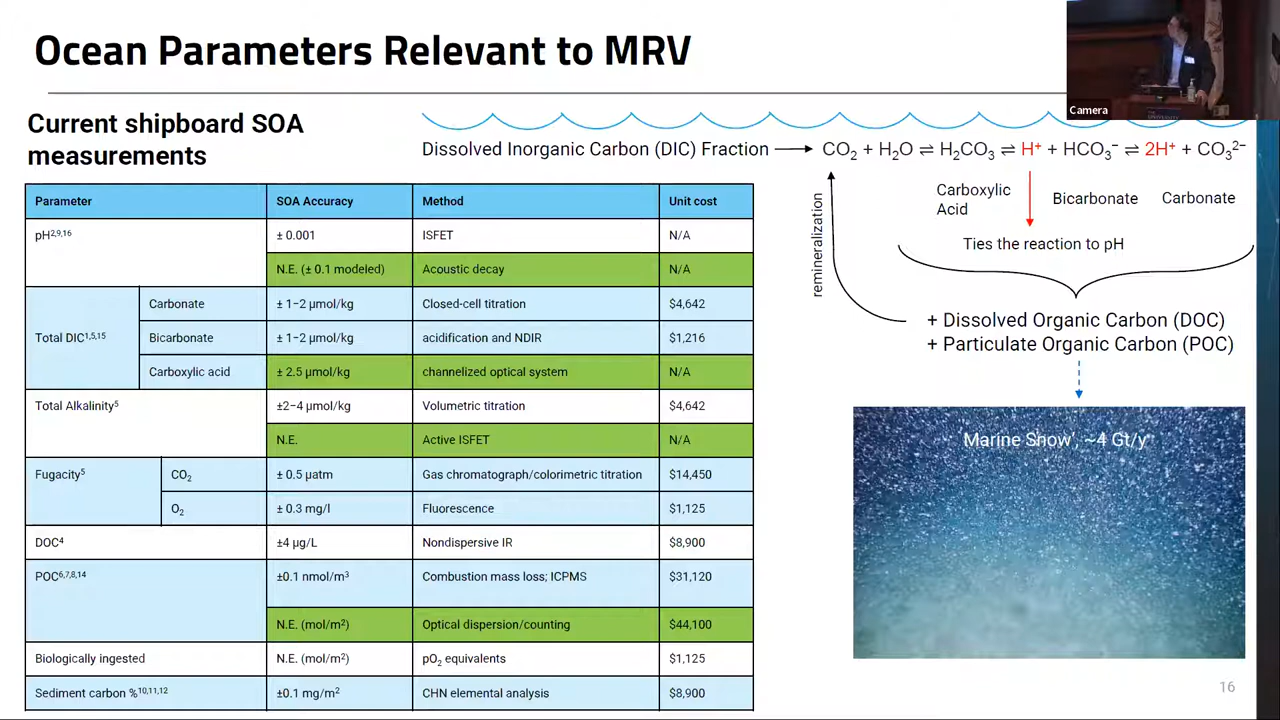 Ocean Parameters Relevant to MRV
Camera
Current shipboard SOA
measurements
Parameter SOA Accuracy Method Unit cost
pH2,9,16 ± 0.001 ISFET N/A
N.E. (± 0.1 modeled) Acoustic decay N/A
Total DIC1,5,15 Carbonate ± 1–2 µmol/kg Closed-cell titration $4,642
Bicarbonate ± 1–2 µmol/kg acidification and NDIR $1,216
Carboxylic acid ± 2.5 µmol/kg channelized optical system N/A
Total Alkalinity5 ±2–4 µmol/kg Volumetric titration $4,642
N.E. Active ISFET N/A
Fugacity5 CO2 ± 0.5 µatm Gas chromatograph/colorimetric titration $14,450
O2 ± 0.3 mg/l Fluorescence $1,125
DOC4 ±4 µg/L Nondispersive IR $8,900
POC6,7,8,14 ±0.1 nmol/m3 Combustion mass loss; ICPMS $31,120
N.E. (mol/m2) Optical dispersion/counting $44,100
Biologically ingested N.E. (mol/m2) pO2 equivalents $1,125
Sediment carbon %10,11,12 ±0.1 mg/m2 CHN elemental analysis $8,900
Dissolved Inorganic Carbon (DIC) Fraction → CO2 + H2O ⇌ H2CO3 ⇌ H+ + HCO3− ⇌ 2H+ + CO32−
Carboxylic
Acid
Bicarbonate Carbonate
Ties the reaction to pH
remineralization
+ Dissolved Organic Carbon (DOC)
+ Particulate Organic Carbon (POC)
Marine Snow, ~4 Gt/y
16